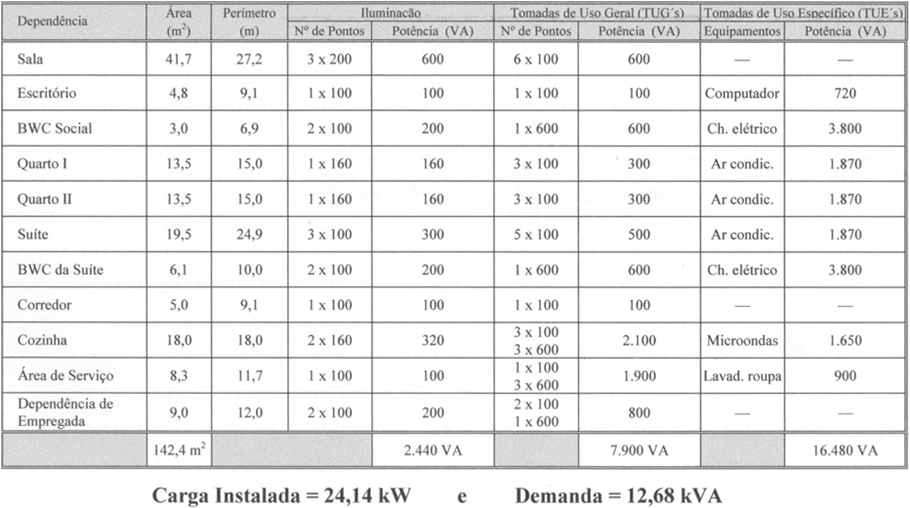 Dependência Área (m²) Perímetro (m) Iluminação Tomadas de Uso Geral (TUG´s) Tomadas de Uso Específico (TUE´s)
Nº de Pontos Potência (VA) Nº de Pontos Potência (VA) Equipamentos Potência (VA)
Sala 41,7 27,2 3 x 200 600 6 x 100 600 — —
Escritório 4,8 9,1 1 x 100 100 1 x 100 100 Computador 720
BWC Social 3,0 6,9 2 x 100 200 1 x 600 600 Ch. elétrico 3.800
Quarto I 13,5 15,0 1 x 160 160 3 x 100 300 Ar condic. 1.870
Quarto II 13,5 15,0 1 x 160 160 3 x 100 300 Ar condic. 1.870
Suíte 19,5 24,9 3 x 100 300 5 x 100 500 Ar condic. 1.870
BWC da Suíte 6,1 10,0 2 x 100 200 1 x 600 600 Ch. elétrico 3.800
Corredor 5,0 9,1 1 x 100 100 1 x 100 100 — —
Cozinha 18,0 18,0 2 x 160 320 3 x 100 3 x 600 2.100 Microondas 1.650
Área de Serviço 8,3 11,7 1 x 100 100 1 x 100 3 x 600 1.900 Lavad. roupa 900
Dependência de Empregada 9,0 12,0 2 x 100 200 2 x 100 1 x 600 800 — —
142,4 m² 2.440 VA 7.900 VA 16.480 VA
Carga Instalada = 24,14 kW e Demanda = 12,68 kVA